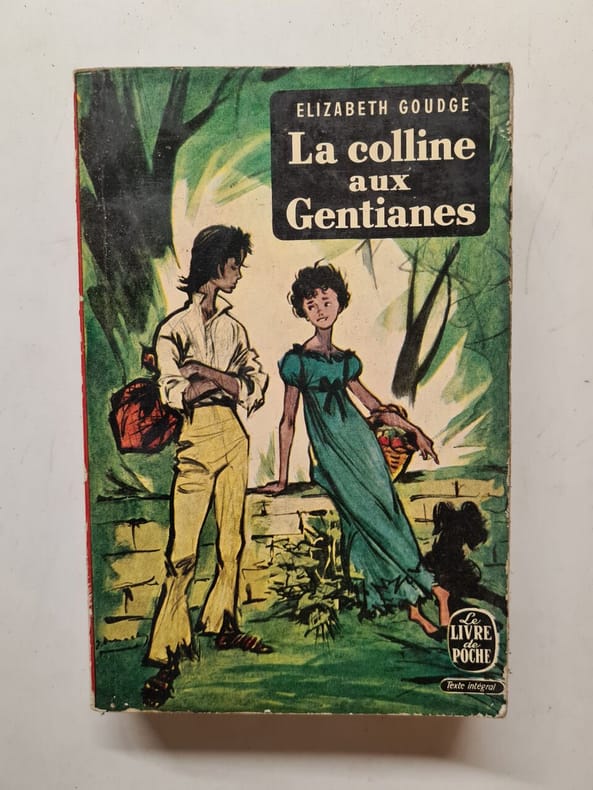 ELIZABETH GOUDGE
La colline
aux
Gentianes
Le
LIVRE
de
POCHE
Texte intégral